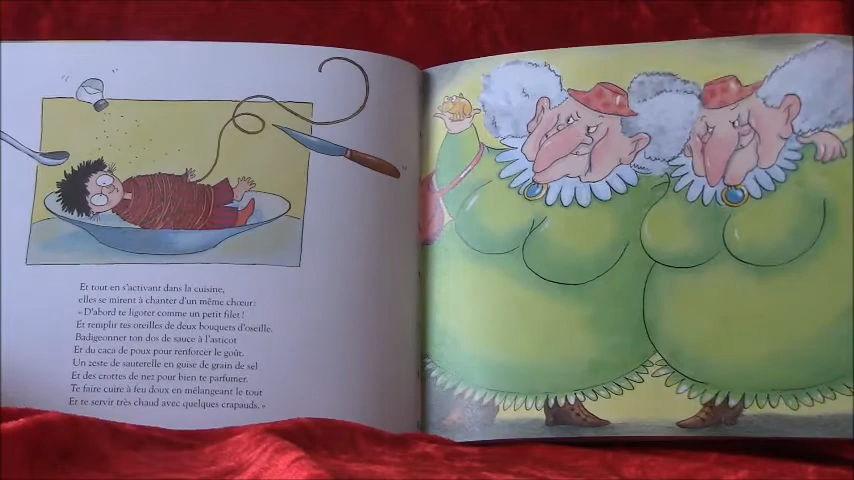 Et tout en s'activant dans la cuisine,
elles se mirent à chanter d'un même chœur :
« D'abord te ligoter comme un petit filet !
Et remplir tes oreilles de deux bouquets d'oseille.
Badigeonner ton dos de sauce à l'asticot
Et du caca de poux pour renforcer le goût.
Un zeste de sauterelle en guise de grain de sel
Et des crottes de nez pour bien te parfumer.
Te faire cuire à feu doux en mélangeant le tout
Et te servir très chaud avec quelques crapauds. »